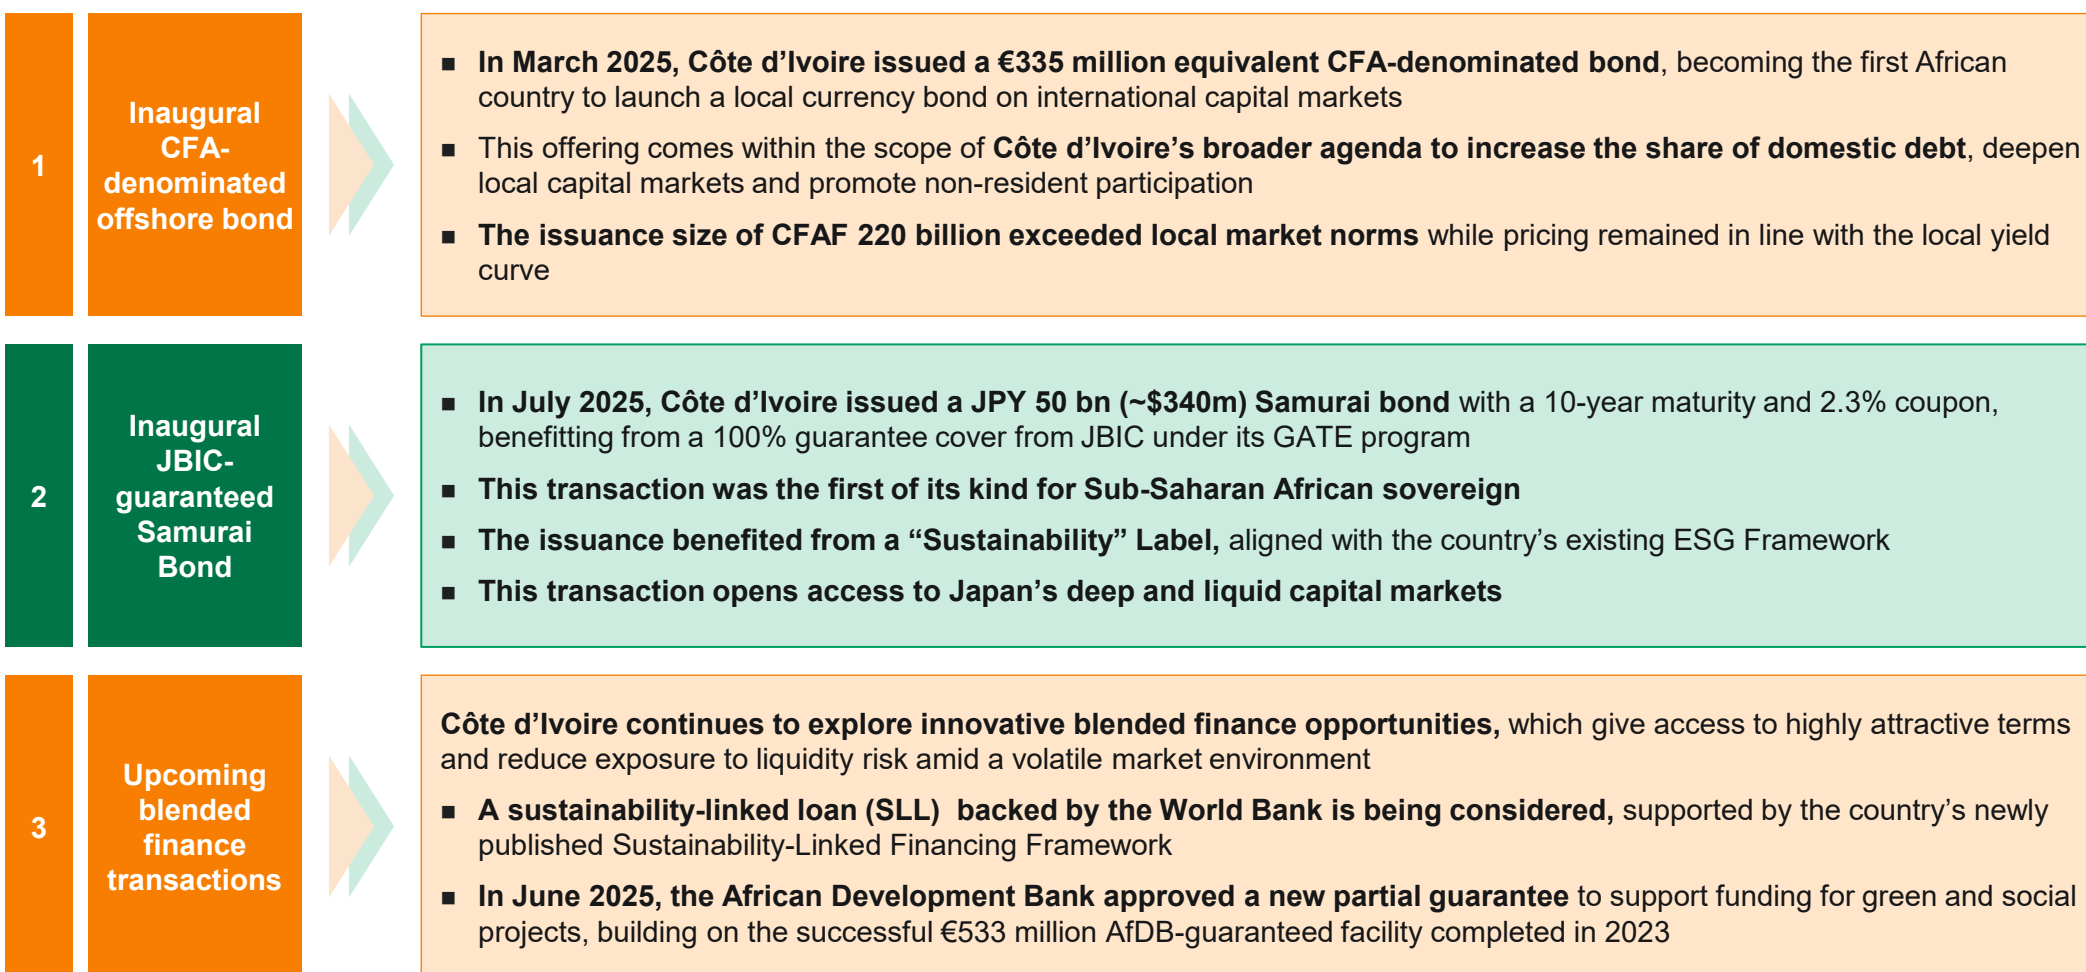 1
Inaugural
CFA-
denominated
offshore bond
■ In March 2025, Côte d’Ivoire issued a €335 million equivalent CFA-denominated bond, becoming the first African
country to launch a local currency bond on international capital markets
■ This offering comes within the scope of Côte d’Ivoire’s broader agenda to increase the share of domestic debt, deepen
local capital markets and promote non-resident participation
■ The issuance size of CFAF 220 billion exceeded local market norms while pricing remained in line with the local yield
curve
2
Inaugural
JBIC-
guaranteed
Samurai
Bond
■ In July 2025, Côte d’Ivoire issued a JPY 50 bn (~$340m) Samurai bond with a 10-year maturity and 2.3% coupon,
benefitting from a 100% guarantee cover from JBIC under its GATE program
■ This transaction was the first of its kind for Sub-Saharan African sovereign
■ The issuance benefited from a “Sustainability” Label, aligned with the country’s existing ESG Framework
■ This transaction opens access to Japan’s deep and liquid capital markets
3
Upcoming
blended
finance
transactions
Côte d’Ivoire continues to explore innovative blended finance opportunities, which give access to highly attractive terms
and reduce exposure to liquidity risk amid a volatile market environment
■ A sustainability-linked loan (SLL)  backed by the World Bank is being considered, supported by the country’s newly
published Sustainability-Linked Financing Framework
■ In June 2025, the African Development Bank approved a new partial guarantee to support funding for green and social
projects, building on the successful €533 million AfDB-guaranteed facility completed in 2023